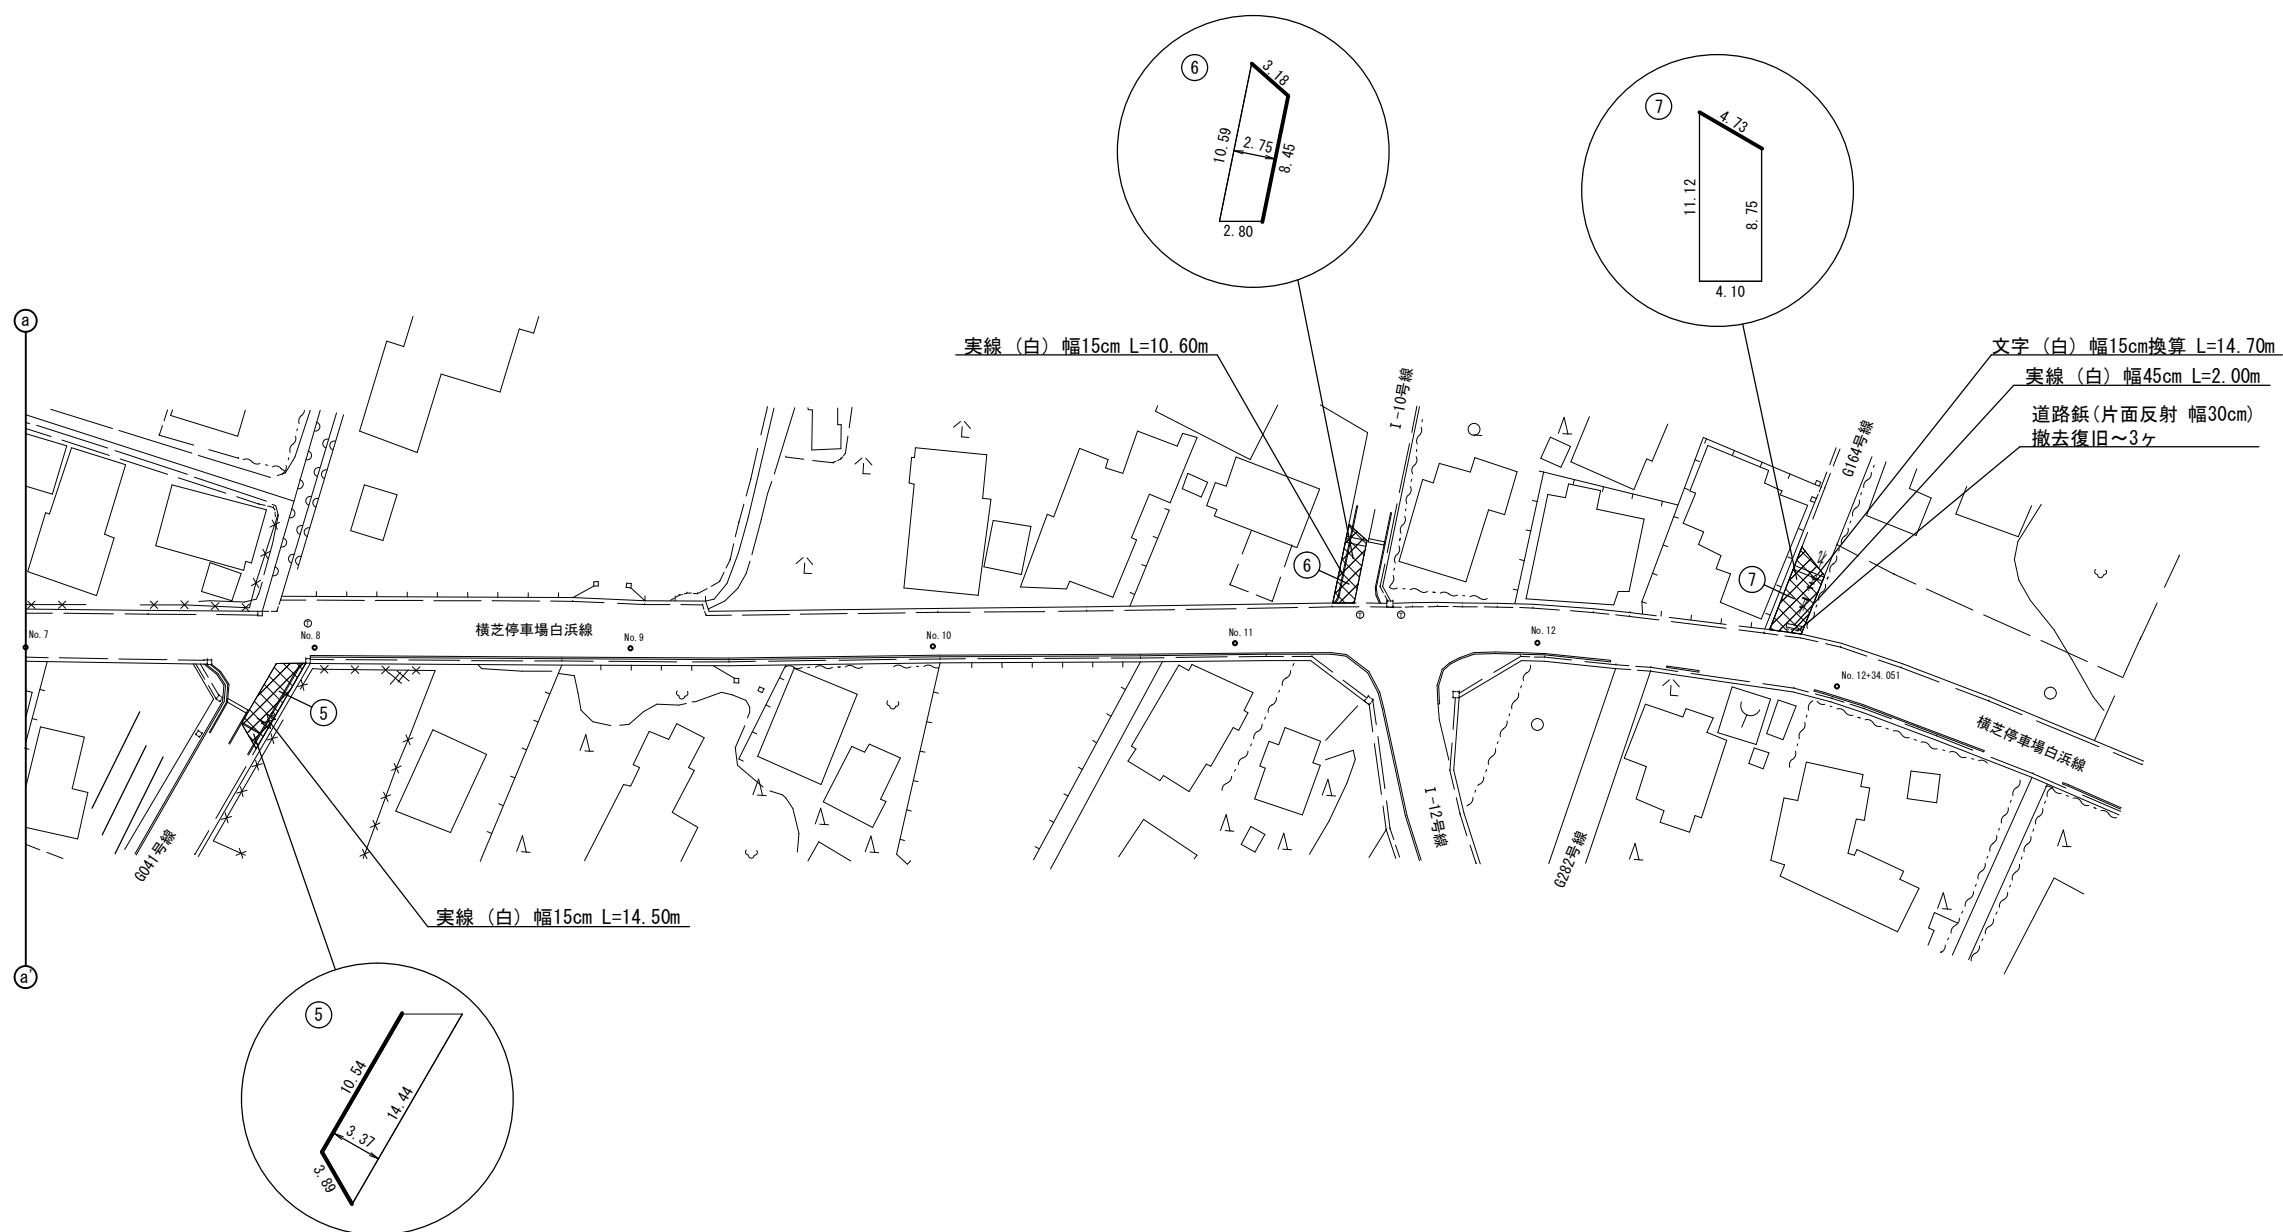 ⑥
3.18
10.59
2.75
8.45
2.80
⑦
4.73
11.12
8.75
4.10
a
実線（白）幅15cm L=10.60m
文字（白）幅15cm換算 L=14.70m
実線（白）幅45cm L=2.00m
道路鋲(片面反射 幅30cm)
撤去復旧～3ヶ
I-10号線
G164号線
⑥
⑦
T
T
T
No.7
No.8
横芝停車場白浜線
No.9
No.10
No.11
No.12
No.12+34.051
横芝停車場白浜線
⑤
G041号線
I-12号線
G282号線
実線（白）幅15cm L=14.50m
a'
⑤
10.54
14.44
3.37
3.89